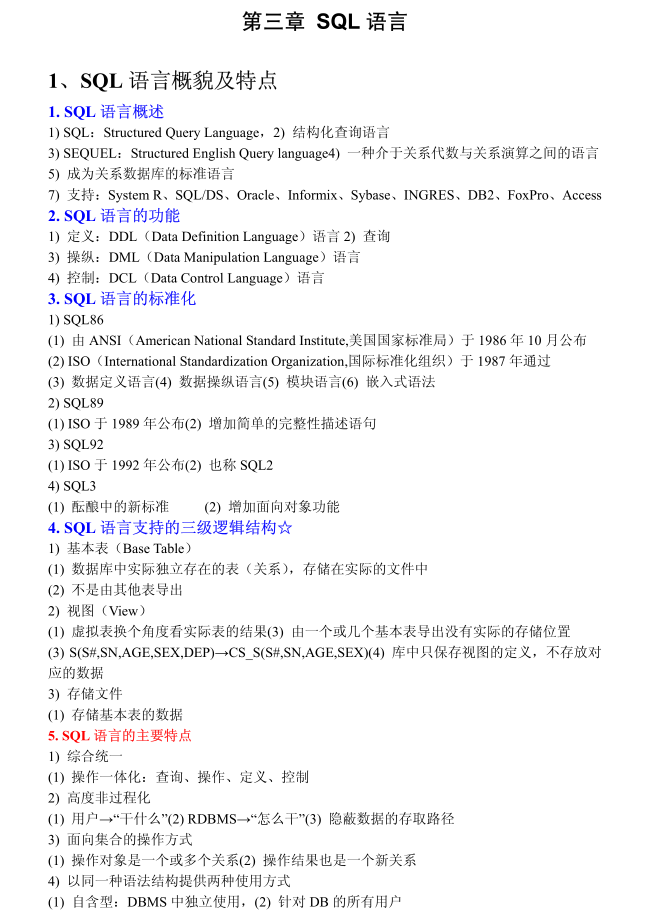 第三章 SQL 语言
1、SQL 语言概貌及特点
1. SQL 语言概述
1) SQL：Structured Query Language，2) 结构化查询语言
3) SEQUEL：Structured English Query language4) 一种介于关系代数与关系演算之间的语言
5) 成为关系数据库的标准语言
7) 支持：System R、SQL/DS、Oracle、Informix、Sybase、INGRES、DB2、FoxPro、Access
2. SQL 语言的功能
1) 定义：DDL（Data Definition Language）语言 2) 查询
3) 操纵：DML（Data Manipulation Language）语言
4) 控制：DCL（Data Control Language）语言
3. SQL 语言的标准化
1) SQL86
(1) 由 ANSI（American National Standard Institute,美国国家标准局）于 1986 年 10 月公布
(2) ISO（International Standardization Organization,国际标准化组织）于 1987 年通过
(3) 数据定义语言(4) 数据操纵语言(5) 模块语言(6) 嵌入式语法
2) SQL89
(1) ISO 于 1989 年公布(2) 增加简单的完整性描述语句
3) SQL92
(1) ISO 于 1992 年公布(2) 也称 SQL2
4) SQL3
(1) 酝酿中的新标准 (2) 增加面向对象功能
4. SQL 语言支持的三级逻辑结构☆
1) 基本表（Base Table）
(1) 数据库中实际独立存在的表（关系），存储在实际的文件中
(2) 不是由其他表导出
2) 视图（View）
(1) 虚拟表换个角度看实际表的结果(3) 由一个或几个基本表导出没有实际的存储位置
(3) S(S#,SN,AGE,SEX,DEP)→CS_S(S#,SN,AGE,SEX)(4) 库中只保存视图的定义，不存放对
应的数据
3) 存储文件
(1) 存储基本表的数据
5. SQL 语言的主要特点
1) 综合统一
(1) 操作一体化：查询、操作、定义、控制
2) 高度非过程化
(1) 用户→“干什么”(2) RDBMS→“怎么干”(3) 隐蔽数据的存取路径
3) 面向集合的操作方式
(1) 操作对象是一个或多个关系(2) 操作结果也是一个新关系
4) 以同一种语法结构提供两种使用方式
(1) 自含型：DBMS 中独立使用，(2) 针对 DB 的所有用户